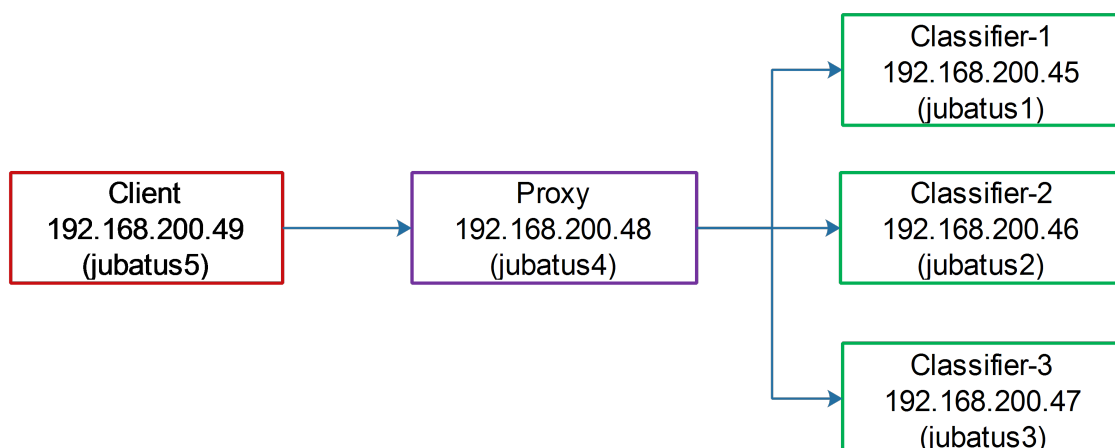 Client
192.168.200.49
(jubatus5)
Proxy
192.168.200.48
(jubatus4)
Classifier-1
192.168.200.45
(jubatus1)
Classifier-2
192.168.200.46
(jubatus2)
Classifier-3
192.168.200.47
(jubatus3)